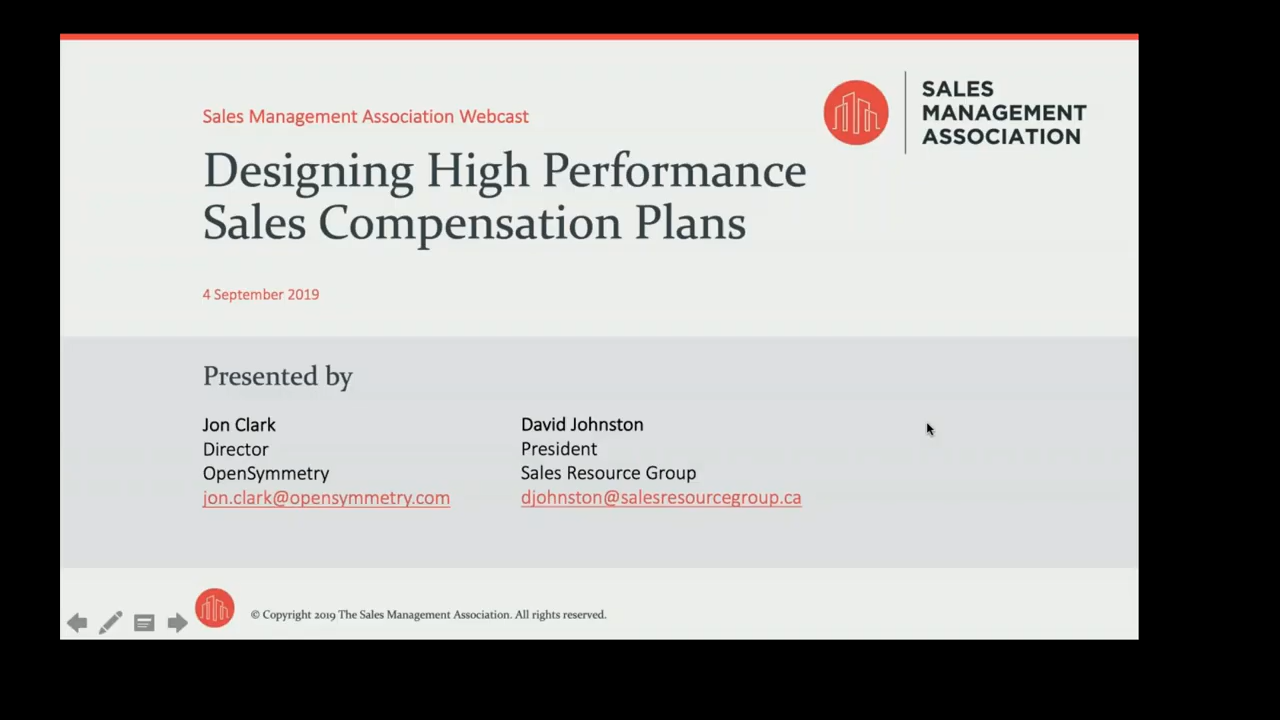 SALES
MANAGEMENT
ASSOCIATION
Sales Management Association Webcast
Designing High Performance
Sales Compensation Plans
4 September 2019
Presented by
Jon Clark
Director
OpenSymmetry
jon.clark@opensymmetry.com
David Johnston
President
Sales Resource Group
djohnston@salesresourcegroup.ca
© Copyright 2019 The Sales Management Association. All rights reserved.